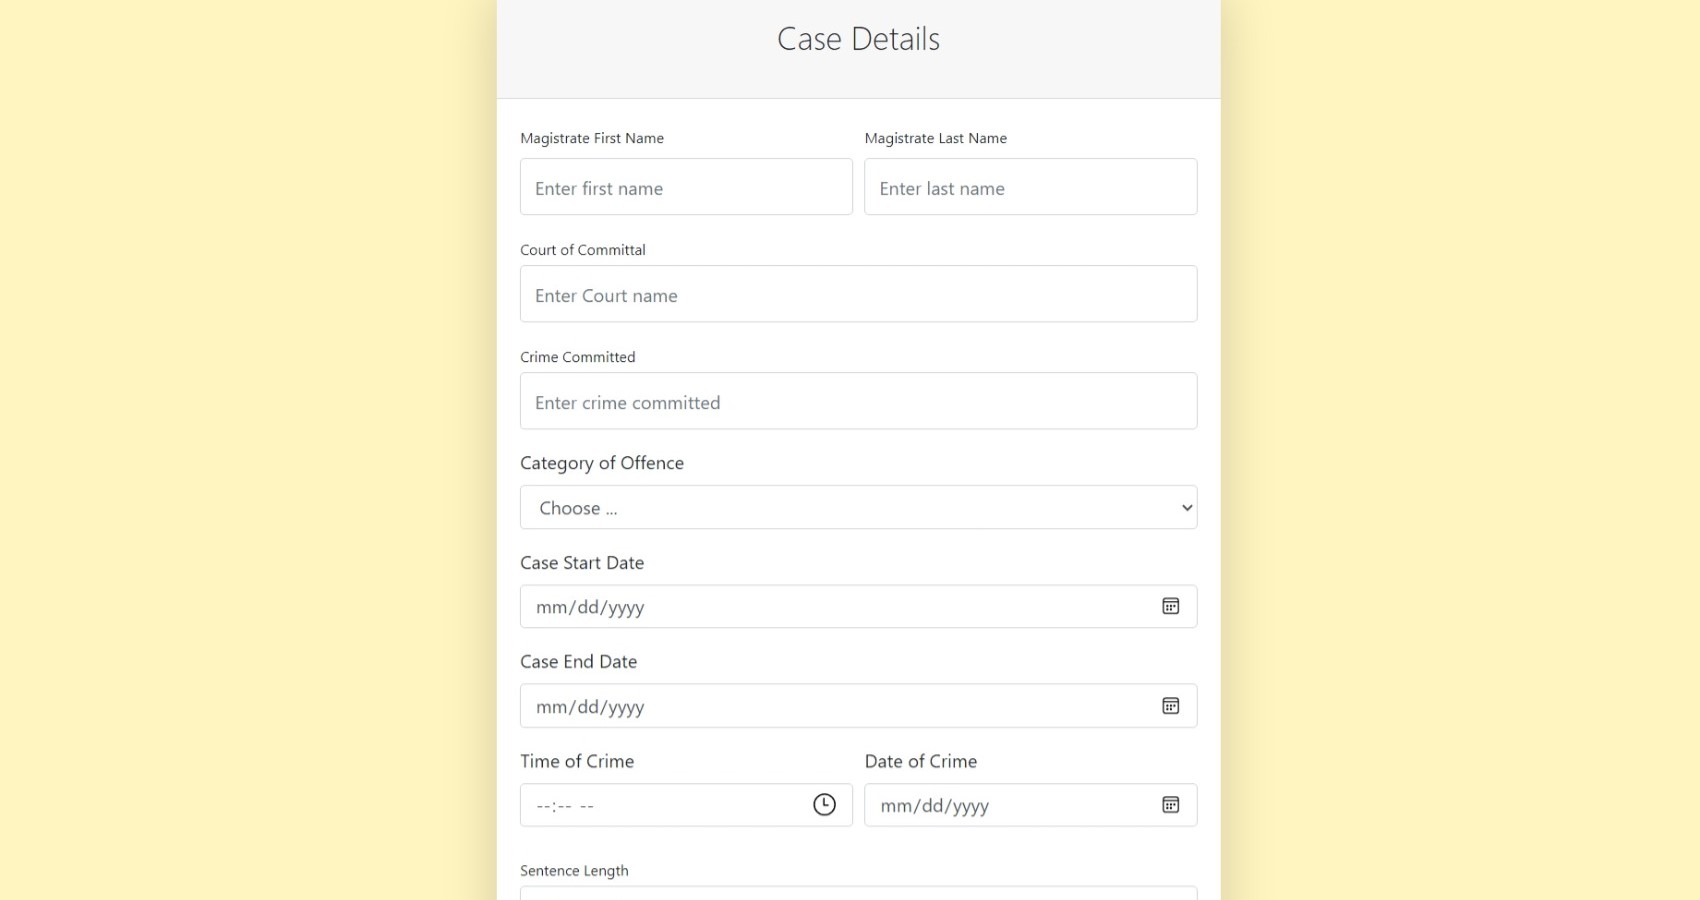 Case Details
Magistrate First Name
Magistrate Last Name
Enter first name
Enter last name
Court of Committal
Enter Court name
Crime Committed
Enter crime committed
Category of Offence
Choose ...
Case Start Date
mm/dd/yyyy
Case End Date
mm/dd/yyyy
Time of Crime
Date of Crime
--:-- --
mm/dd/yyyy
Sentence Length